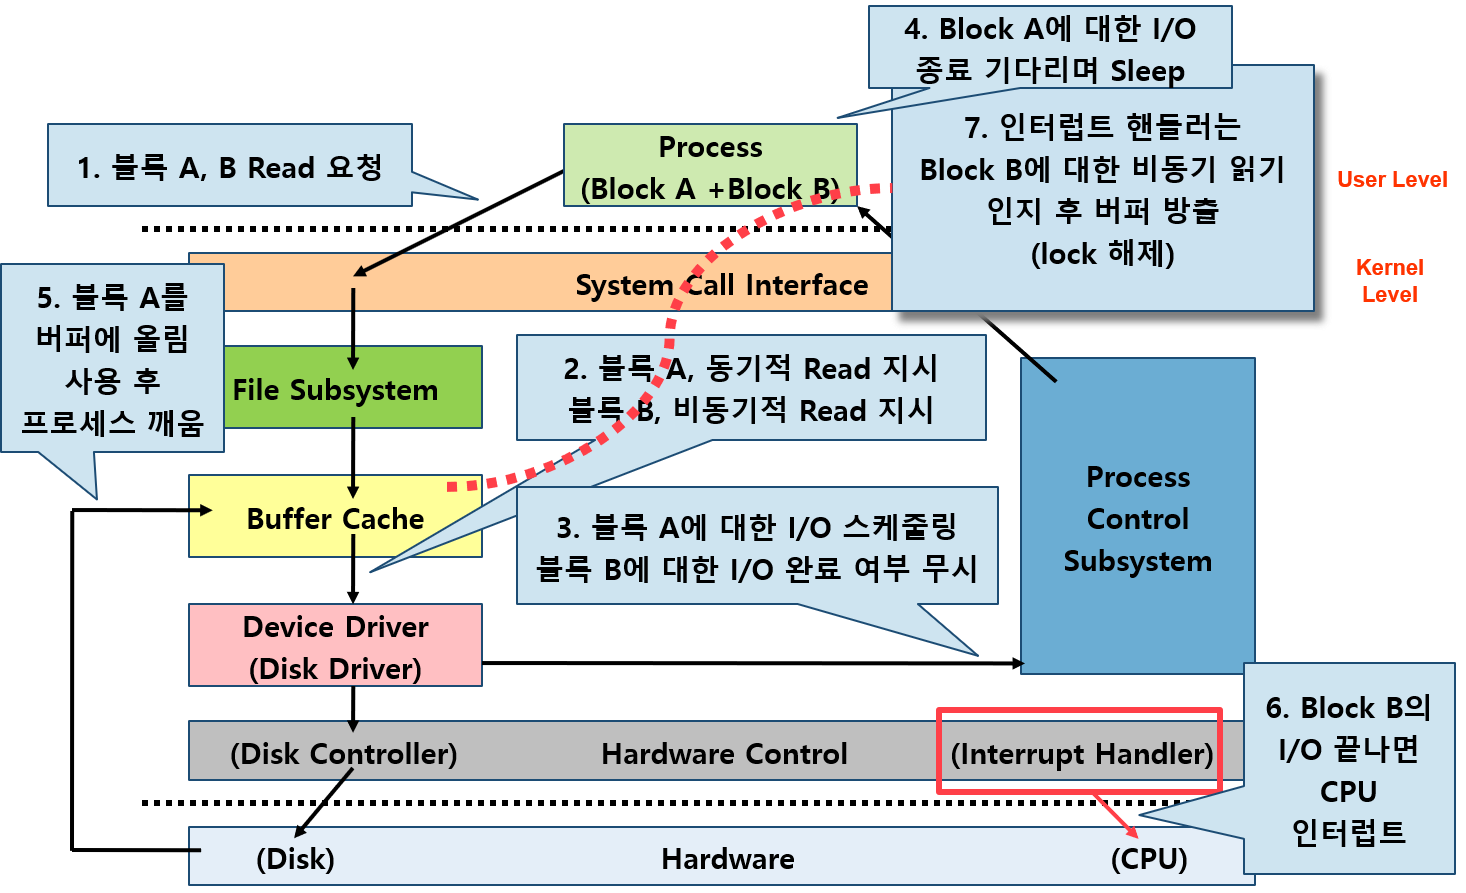 4. Block A에 대한 I/O
종료 기다리며 Sleep
7. 인터럽트 핸들러는
Block B에 대한 비동기 읽기
인지 후 버퍼 방출
(lock 해제)
1. 블록 A, B Read 요청
Process
(Block A +Block B)
User Level
Kernel
Level
System Call Interface
5. 블록 A를
버퍼에 올림
사용 후
프로세스 깨움
File Subsystem
2. 블록 A, 동기적 Read 지시
블록 B, 비동기적 Read 지시
Buffer Cache
3. 블록 A에 대한 I/O 스케줄링
블록 B에 대한 I/O 완료 여부 무시
Process
Control
Subsystem
Device Driver
(Disk Driver)
6. Block B의
I/O 끝나면
CPU
인터럽트
(Disk Controller)
Hardware Control
(Interrupt Handler)
(Disk)
Hardware
(CPU)